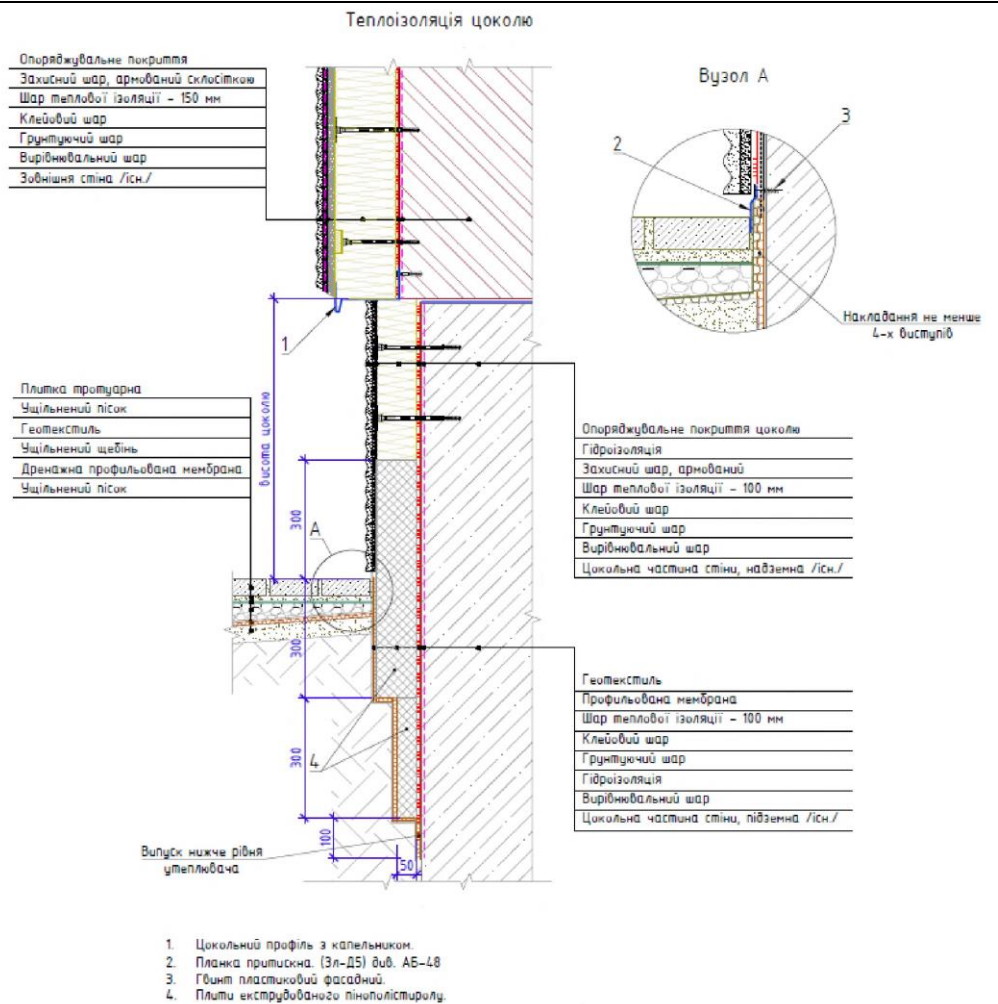 Теплоізоляція цоколю
Опоряджувальне покриття
Захисний шар, армований склосіткою
Шар теплової ізоляції - 150 мм
Клейовий шар
Грунтуючий шар
Вирівнювальний шар
Зовнішня стіна /існ./
Вузол А
2
3
Накладання не менше
4-х виступів
1
висота цоколю
Плитка тротуарна
Ущільнений пісок
Геотекстиль
Ущільнений щебінь
Дренажна профільована мембрана
Ущільнений пісок
300
А
300
300
4
100
50
Опоряджувальне покриття цоколю
Гідроізоляція
Захисний шар, армований
Шар теплової ізоляції - 100 мм
Клейовий шар
Грунтуючий шар
Вирівнювальний шар
Цокольна частина стіни, надземна /існ./
Геотекстиль
Профільована мембрана
Шар теплової ізоляції - 100 мм
Клейовий шар
Грунтуючий шар
Гідроізоляція
Вирівнювальний шар
Цокольна частина стіни, підземна /існ./
Випуск нижче рівня
утеплювача
1. Цокольний профіль з капельником.
2. Планка притискна. (Зл-Д5) див. АБ-48
3. Гвинт пластиковий фасадний.
4. Плити екструдованого пінополістиролу.